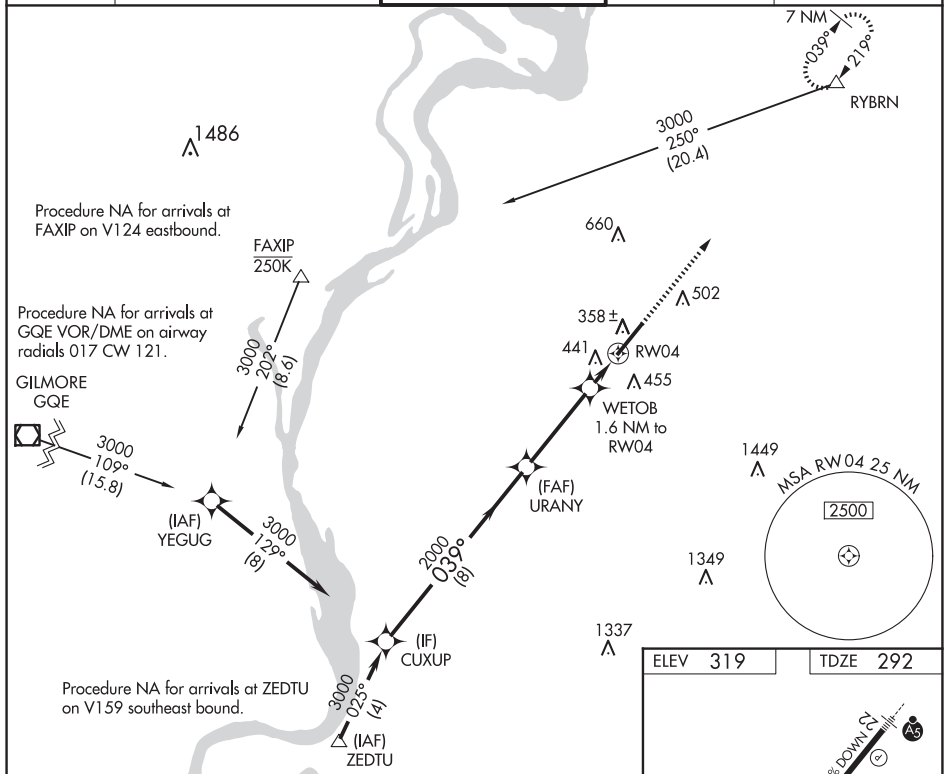 7 NM
039°
219°
RYBRN
3000
250°
(20.4)
1486
Procedure NA for arrivals at
FAXIP on V124 eastbound.
660
FAXIP
250K
502
Procedure NA for arrivals at
GQE VOR/DME on airway
radials 017 CW 121.
358 ±
441
RW04
3000
202°
(8.6)
455
GILMORE
GQE
WETOB
1.6 NM to
RW04
3000
109°
(15.8)
1449
MSA RW04 25 NM
2500
(FAF)
URANY
(IAF)
YEGUG
3000
129°
(8)
2000
039°
(8)
1349
1337
(IF)
CUXUP
ELEV 319
TDZE 292
Procedure NA for arrivals at ZEDTU
on V159 southeast bound.
3000
025°
(4)
(IAF)
ZEDTU
% DOWN
22
A5
P